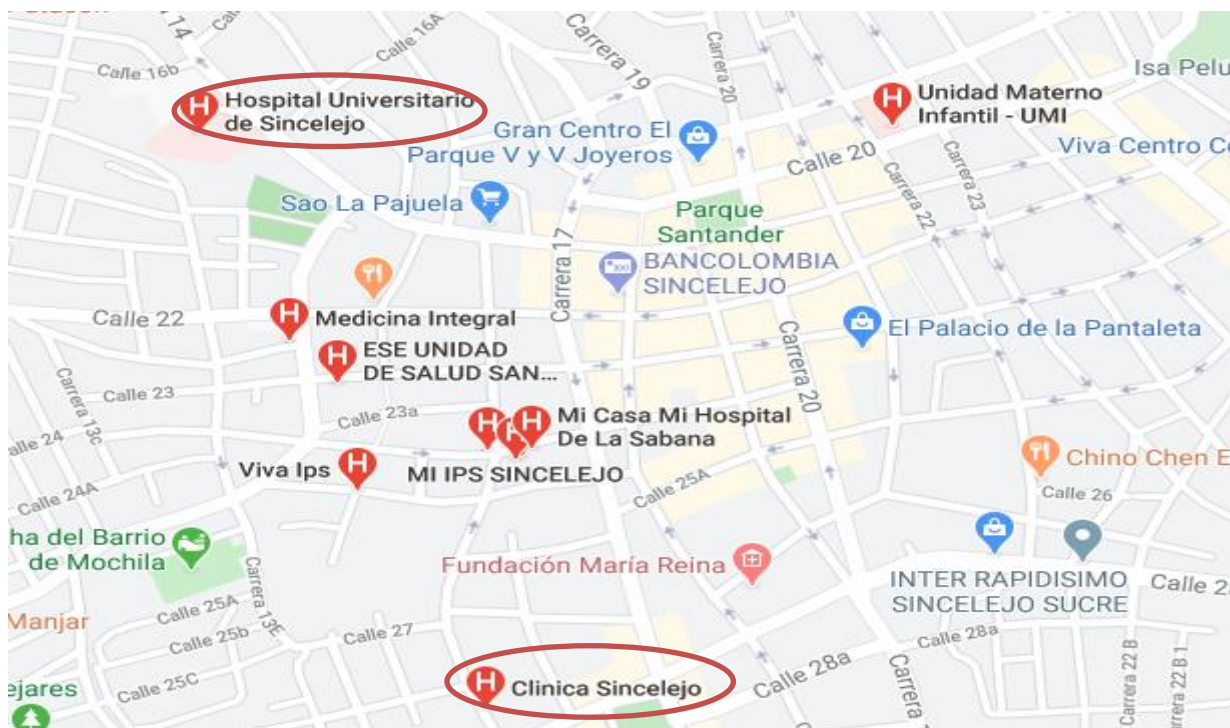 14
Calle 16A
Carrera 19
Carrera 20
Isa Pelu
Calle 16b
Hospital Universitario
de Sincelejo
Unidad Materno
Infantil - UMI
Gran Centro El
Parque V y V Joyeros
Calle 20
Viva Centro Co
Sao La Pajuela
Carrera 22
Carrera 23
Parque
Santander
Carrera 17
BANCOLOMBIA
SINCELEJO
Calle 22
Medicina Integral
El Palacio de la Pantaleta
ESE UNIDAD
DE SALUD SAN...
Carrera 20
Carrera 13c
Calle 23
Calle 23a
Mi Casa Mi Hospital
De La Sabana
alle 24
Viva Ips
MI IPS SINCELEJO
Chino Chen E
Calle 24A
Calle 25A
Calle 26
ha del Barrio
de Mochila
Fundación María Reina
INTER RAPIDISIMO
SINCELEJO SUCRE
Calle 2
Manjar
Calle 25A
Carrera 13E
Calle 25b
Calle 27
Calle 28a
Calle 28a
ejares
Calle 25C
Clinica Sincelejo
Carrera 22 B
rrera 22 B 1
Carrera